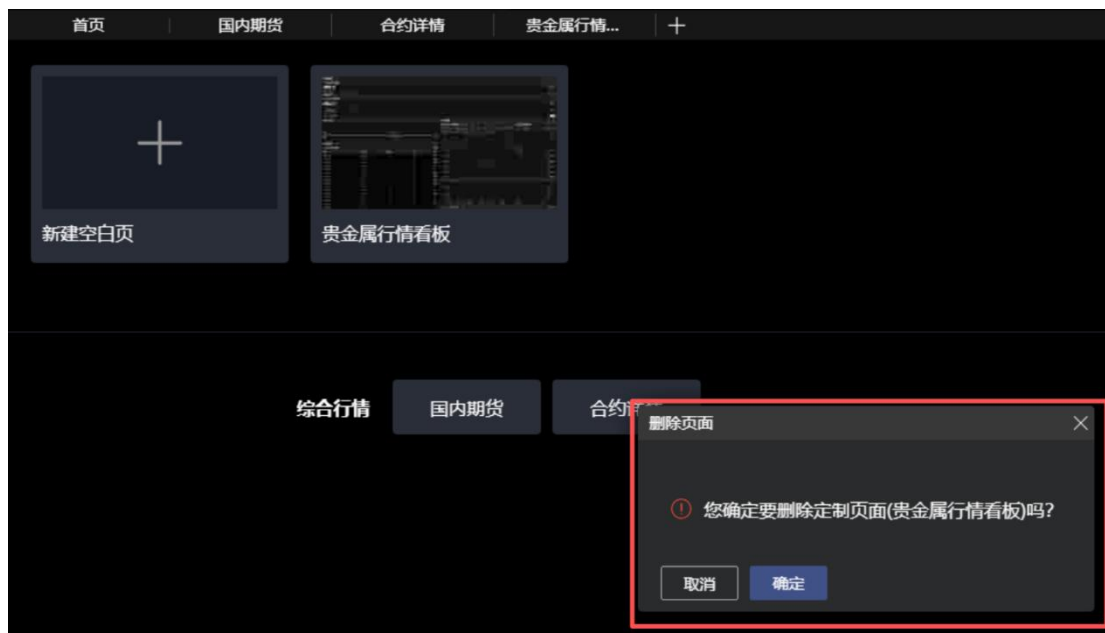 首页 国内期货 合约详情 贵金属行情... +
新建空白页 贵金属行情看板
综合行情 国内期货 合约详
删除页面
您确定要删除定制页面(贵金属行情看板)吗?
取消 确定